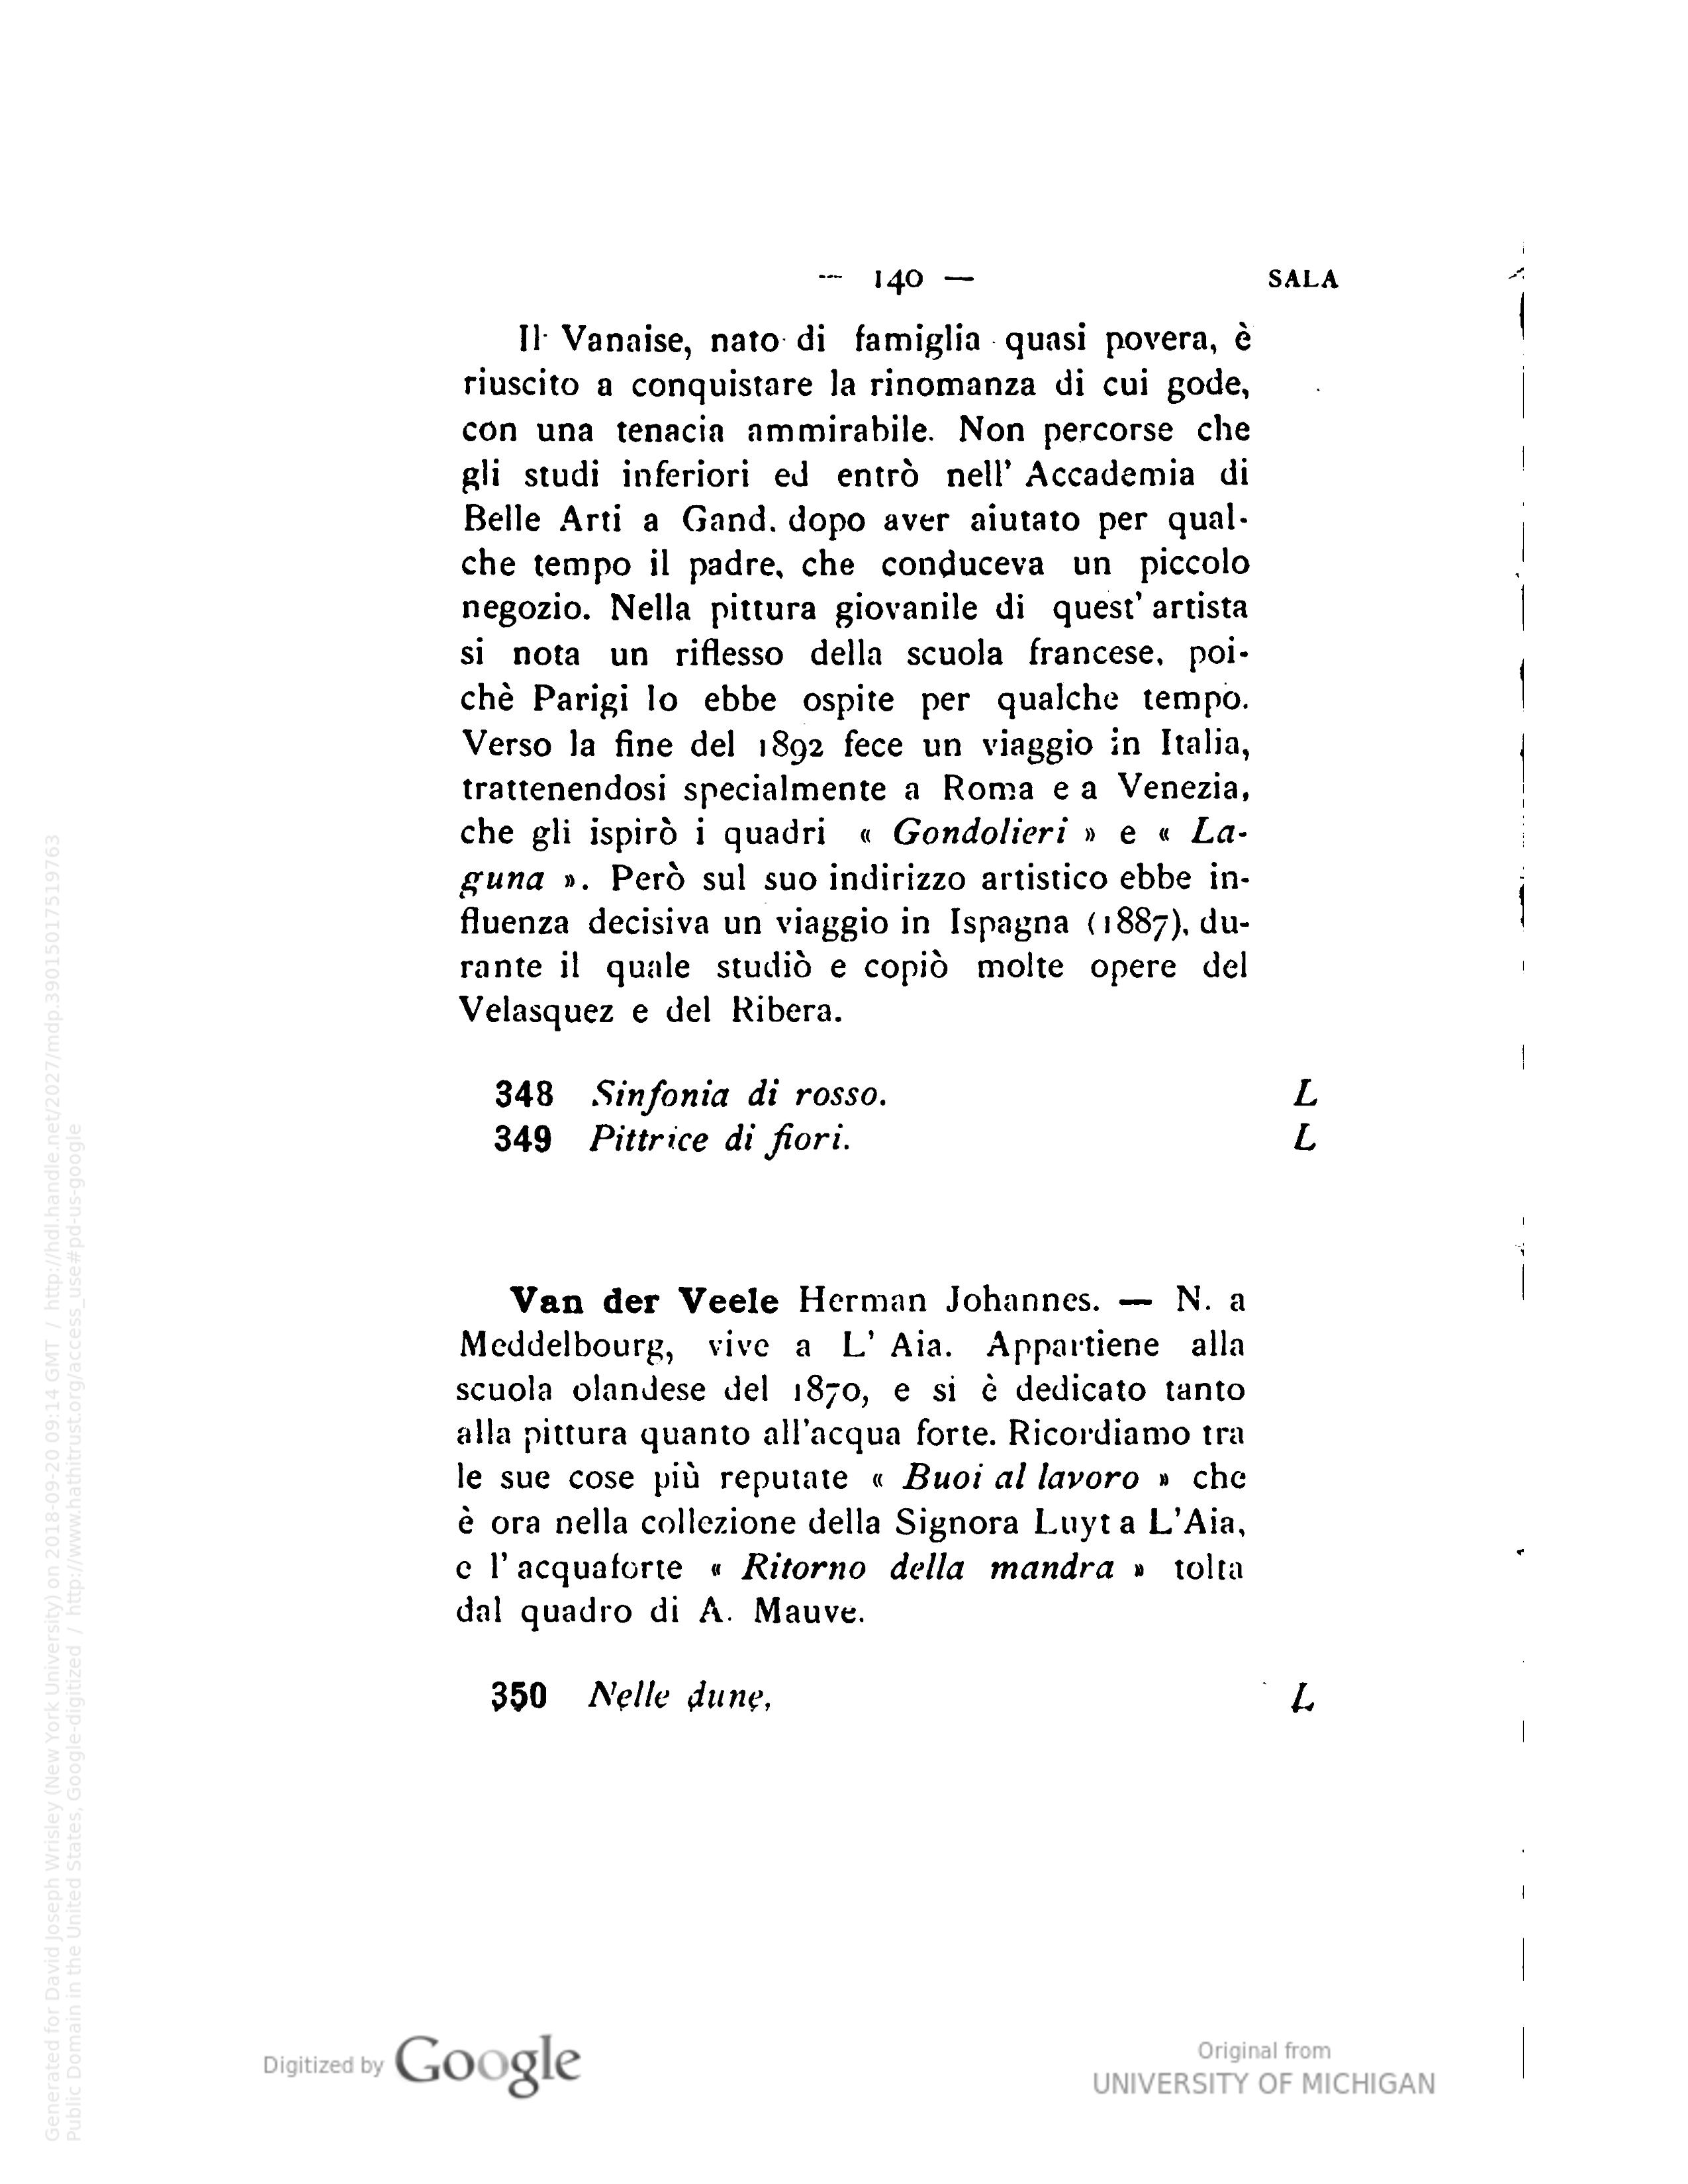 — 140 — SALA
Il Vanaise, nato di famiglia quasi povera, è
riuscito a conquistare la rinomanza di cui gode,
con una tenacia ammirabile. Non percorse che
gli studi inferiori ed entrò nell' Accademia di
Belle Arti a Gand. dopo aver aiutato per qual-
che tempo il padre, che conduceva un piccolo
negozio. Nella pittura giovanile di quest' artista
si nota un riflesso della scuola francese, poi-
chè Parigi lo ebbe ospite per qualche tempo.
Verso la fine del 1892 fece un viaggio in Italia,
trattenendosi specialmente a Roma e a Venezia,
che gli ispirò i quadri « Gondolieri » e « La-
guna ». Però sul suo indirizzo artistico ebbe in-
fluenza decisiva un viaggio in Ispagna (1887), du-
rante il quale studiò e copiò molte opere del
Velasquez e del Ribera.
348 Sinfonia di rosso. L
349 Pittrice di fiori. L
Van der Veele Herman Johannes. — N. a
Meddelbourg, vive a L' Aia. Appartiene alla
scuola olandese del 1870, e si è dedicato tanto
alla pittura quanto all'acqua forte. Ricordiamo tra
le sue cose più reputate « Buoi al lavoro » che
è ora nella collezione della Signora Luyt a L'Aia,
e l' acquaforte « Ritorno della mandra » tolta
dal quadro di A. Mauve.
350 Nelle dune, L
Digitized by Google
Original from
UNIVERSITY OF MICHIGAN
Generated for David Joseph Wrisley (New York University) on 2018-09-20 09:14 GMT / http://hdl.handle.net/2027/mdp.39015017519763
Public Domain in the United States, Google-digitized / http://www.hathitrust.org/access_use#pd-us-google